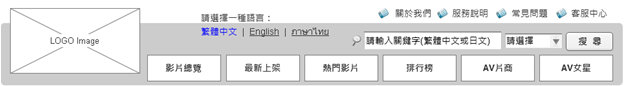 請選擇一種語言：
繁體中文 | English | ภาษาไทย
關於我們 服務說明 常見問題 客服中心
LOGO Image
請輸入關鍵字(繁體中文或日文) 請選擇 搜 尋
影片總覽 最新上架 熱門影片 排行榜 AV片商 AV女星